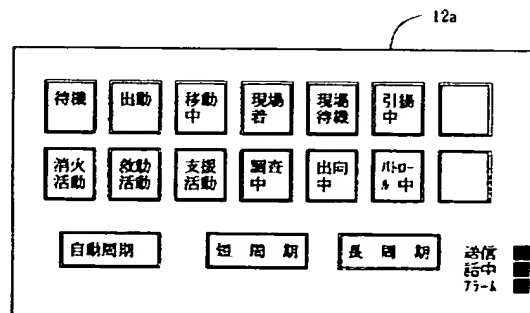 12a
待機 出動 移動中 現場着 現場待機 引揚中
消火活動 救助活動 支援活動 調査中 出向中 パトロール中
自動周期 短周期 長周期
送信
話中
アラーム